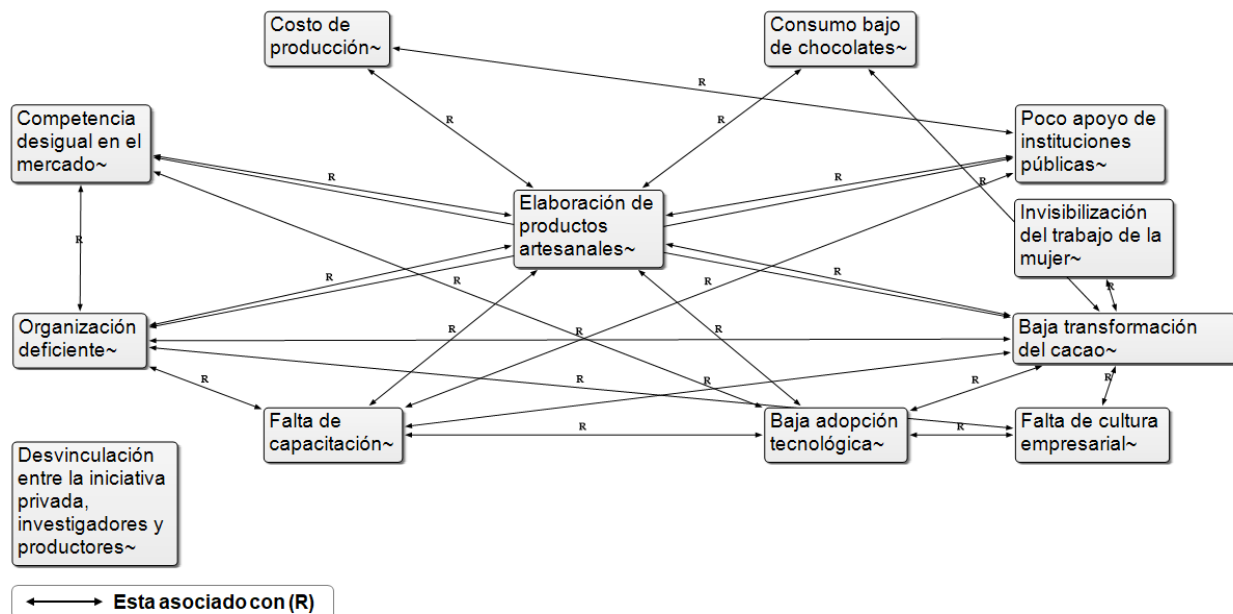 Costo de
producción~
Consumo bajo
de chocolates~
R
Competencia
desigual en el
mercado~
Poco apoyo de
instituciones
públicas~
R
R
R
R
R
Elaboración de
productos
artesanales~
Invisibilización
del trabajo de la
mujer~
R
R
R
R
Organización
deficiente~
Baja transformación
del cacao~
R
R
R
R
R
R
R
R
R
Falta de
capacitación~
Baja adopción
tecnológica~
Falta de cultura
empresarial~
R
R
Desvinculación
entre la iniciativa
privada,
investigadores y
productores~
Esta asociado con (R)